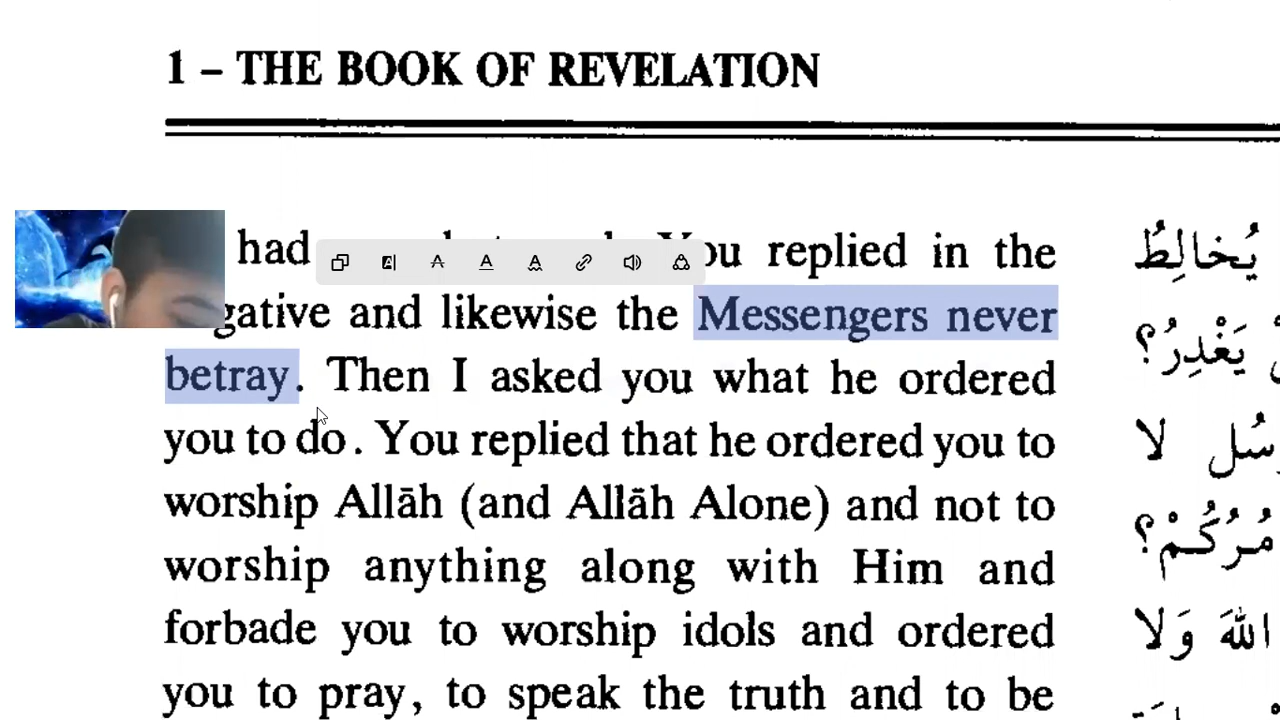 1 – THE BOOK OF REVELATION
had You replied in the
gative and likewise the Messengers never
betray. Then I asked you what he ordered
you to do. You replied that he ordered you to
worship Allāh (and Allāh Alone) and not to
worship anything along with Him and
forbade you to worship idols and ordered
you to pray, to speak the truth and to be
يُخالِطُ
يَغْدِرُ؟
لا
اللهَ وَلا